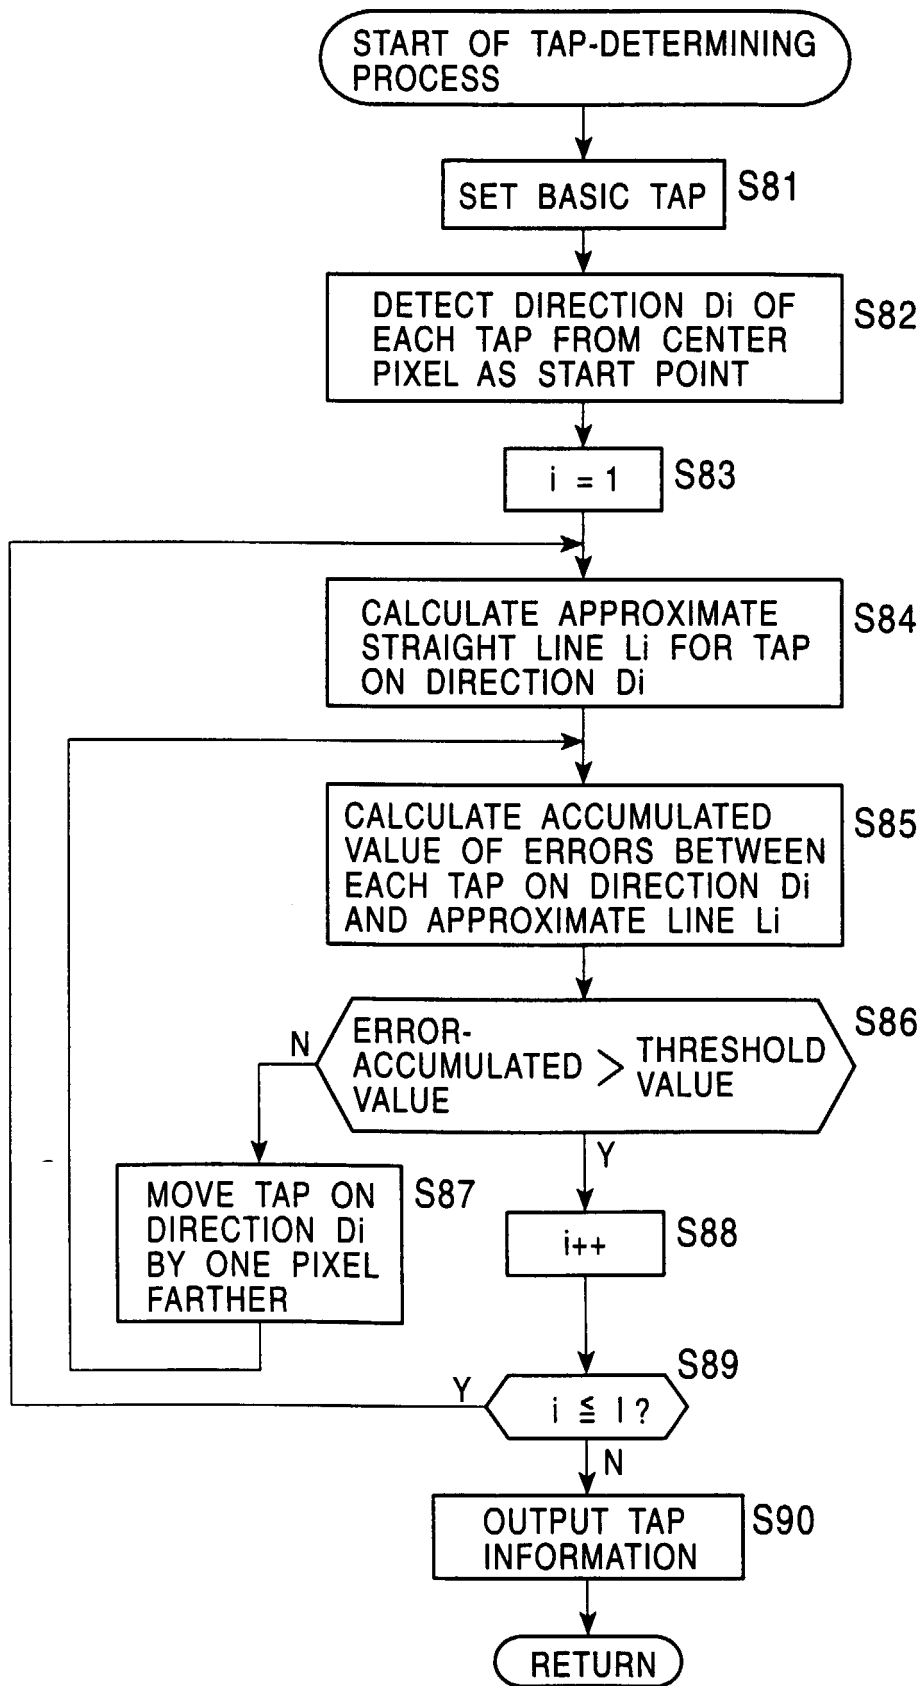 START OF TAP-DETERMINING
PROCESS
SET BASIC TAP
S81
DETECT DIRECTION Di OF
EACH TAP FROM CENTER
PIXEL AS START POINT
S82
i = 1
S83
CALCULATE APPROXIMATE
STRAIGHT LINE Li FOR TAP
ON DIRECTION Di
S84
CALCULATE ACCUMULATED
VALUE OF ERRORS BETWEEN
EACH TAP ON DIRECTION Di
AND APPROXIMATE LINE Li
S85
ERROR-
ACCUMULATED
VALUE
>
THRESHOLD
VALUE
S86
N
Y
MOVE TAP ON
DIRECTION Di
BY ONE PIXEL
FARTHER
S87
i++
S88
i ≦ I ?
S89
Y
N
OUTPUT TAP
INFORMATION
S90
RETURN